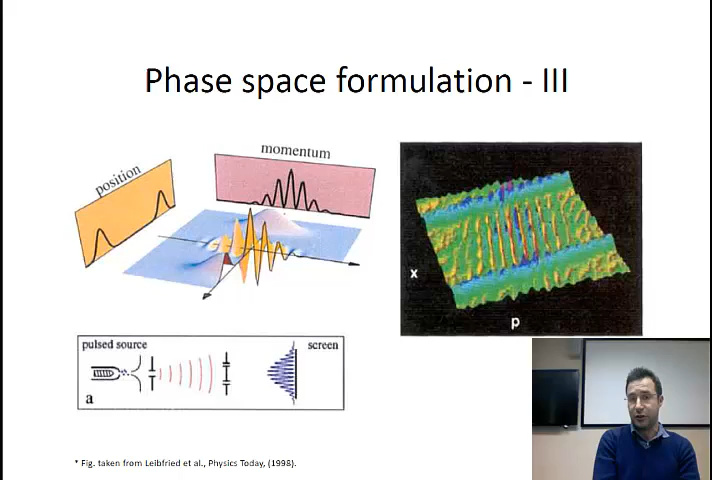 Phase space formulation - III
position
momentum
x
p
pulsed source
screen
a
* Fig. taken from Leibfried et al., Physics Today, (1998).